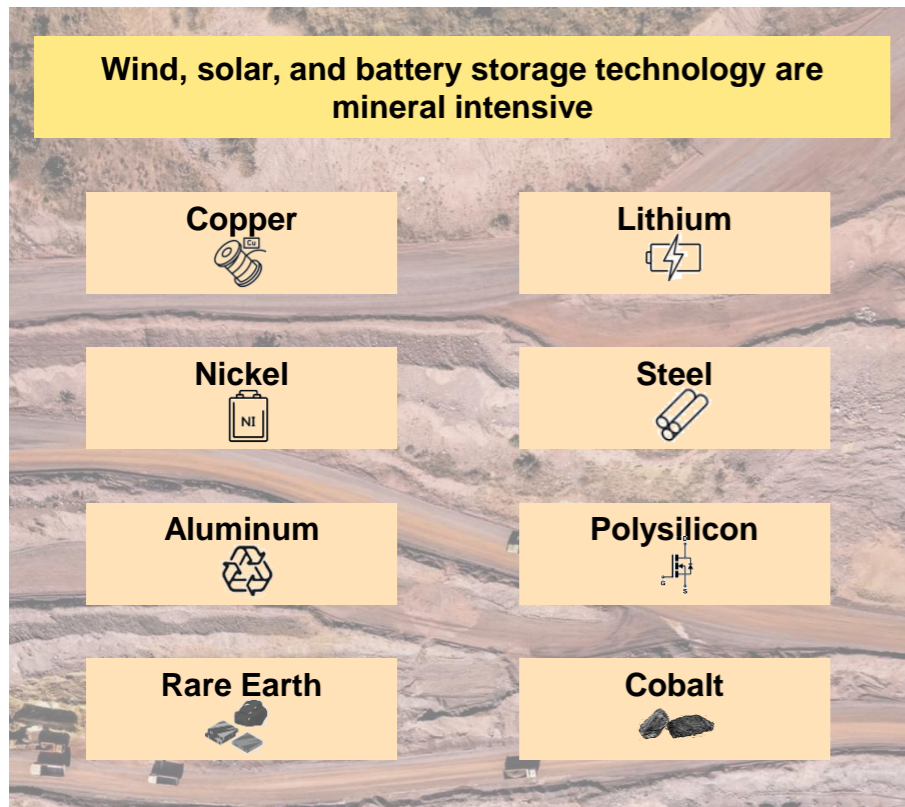 Wind, solar, and battery storage technology are
mineral intensive
Copper
Cu
Lithium
Nickel
NI
Steel
Aluminum
Polysilicon
D
G
S
Rare Earth
Cobalt